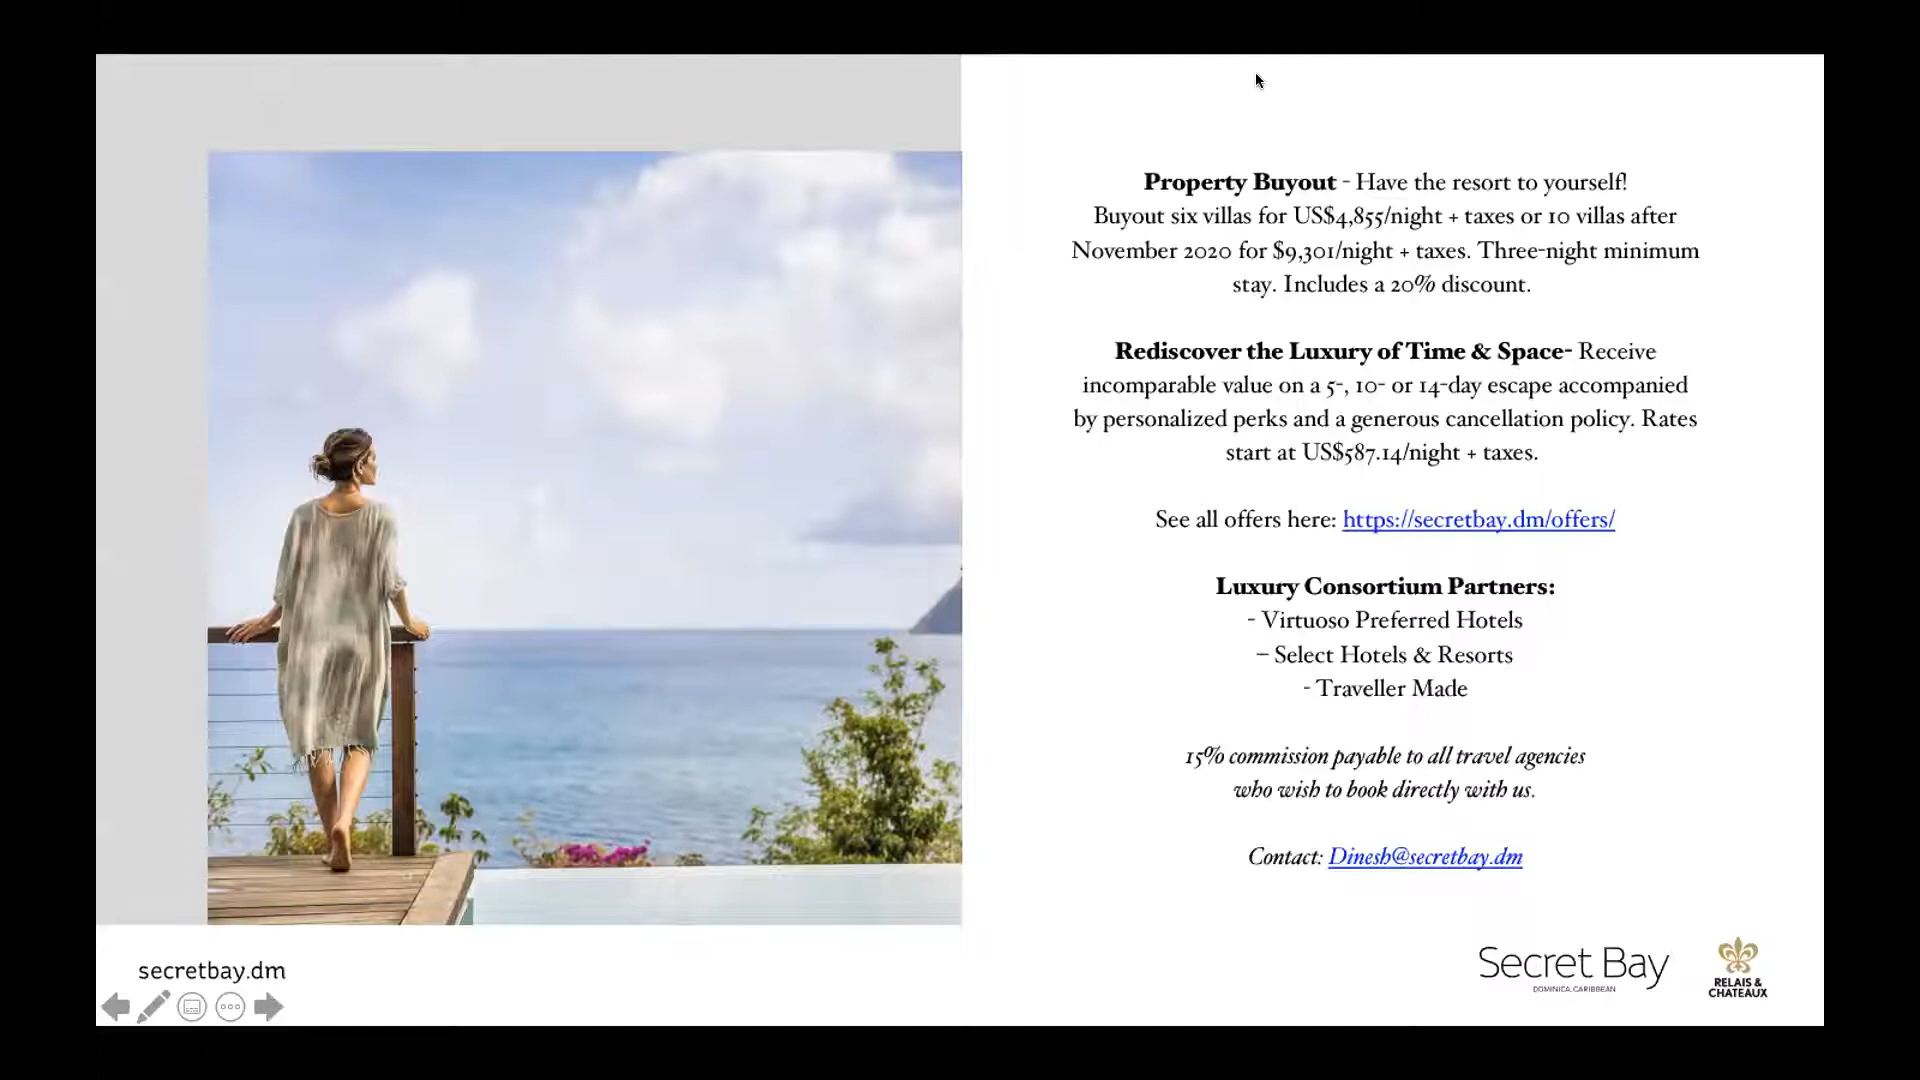 Property Buyout - Have the resort to yourself!
Buyout six villas for US$4,855/night + taxes or 10 villas after
November 2020 for $9,301/night + taxes. Three-night minimum
stay. Includes a 20% discount.
Rediscover the Luxury of Time & Space- Receive
incomparable value on a 5-, 10- or 14-day escape accompanied
by personalized perks and a generous cancellation policy. Rates
start at US$587.14/night + taxes.
See all offers here: https://secretbay.dm/offers/
Luxury Consortium Partners:
- Virtuoso Preferred Hotels
– Select Hotels & Resorts
- Traveller Made
15% commission payable to all travel agencies
who wish to book directly with us.
Contact: Dinesh@secretbay.dm
secretbay.dm
Secret Bay
DOMINICA, CARIBBEAN
RELAIS &
CHATEAUX